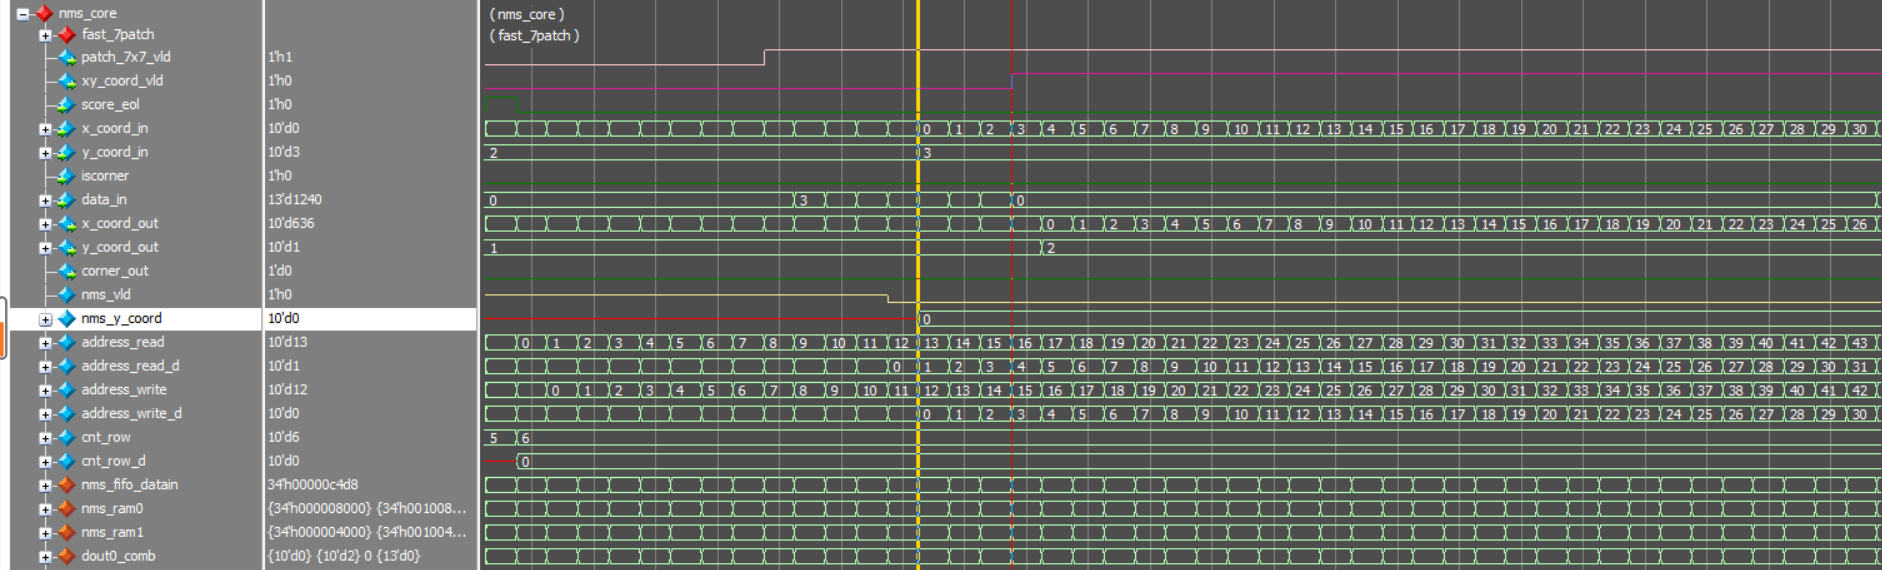 nms_core ( nms_core )
fast_7patch ( fast_7patch )
patch_7x7_vld 1'h1
xy_coord_vld 1'h0
score_eol 1'h0
x_coord_in 10'd0 0 1 2 3 4 5 6 7 8 9 10 11 12 13 14 15 16 17 18 19 20 21 22 23 24 25 26 27 28 29 30
y_coord_in 10'd3 2 3
iscorner 1'h0
data_in 13'd1240 0 3 0
x_coord_out 10'd636 0 1 2 3 4 5 6 7 8 9 10 11 12 13 14 15 16 17 18 19 20 21 22 23 24 25 26
y_coord_out 10'd1 1 2
corner_out 1'd0
nms_vld 1'h0
nms_y_coord 10'd0 0
address_read 10'd13 0 1 2 3 4 5 6 7 8 9 10 11 12 13 14 15 16 17 18 19 20 21 22 23 24 25 26 27 28 29 30 31 32 33 34 35 36 37 38 39 40 41 42 43
address_read_d 10'd1 0 1 2 3 4 5 6 7 8 9 10 11 12 13 14 15 16 17 18 19 20 21 22 23 24 25 26 27 28 29 30 31
address_write 10'd12 0 1 2 3 4 5 6 7 8 9 10 11 12 13 14 15 16 17 18 19 20 21 22 23 24 25 26 27 28 29 30 31 32 33 34 35 36 37 38 39 40 41 42
address_write_d 10'd0 0 1 2 3 4 5 6 7 8 9 10 11 12 13 14 15 16 17 18 19 20 21 22 23 24 25 26 27 28 29 30
cnt_row 10'd6 5 6
cnt_row_d 10'd0 0
nms_fifo_datain 34'h00000c4d8
nms_ram0 {34'h000008000} {34'h001008...
nms_ram1 {34'h000004000} {34'h001004...
dout0_comb {10'd0} {10'd2} 0 {13'd0}